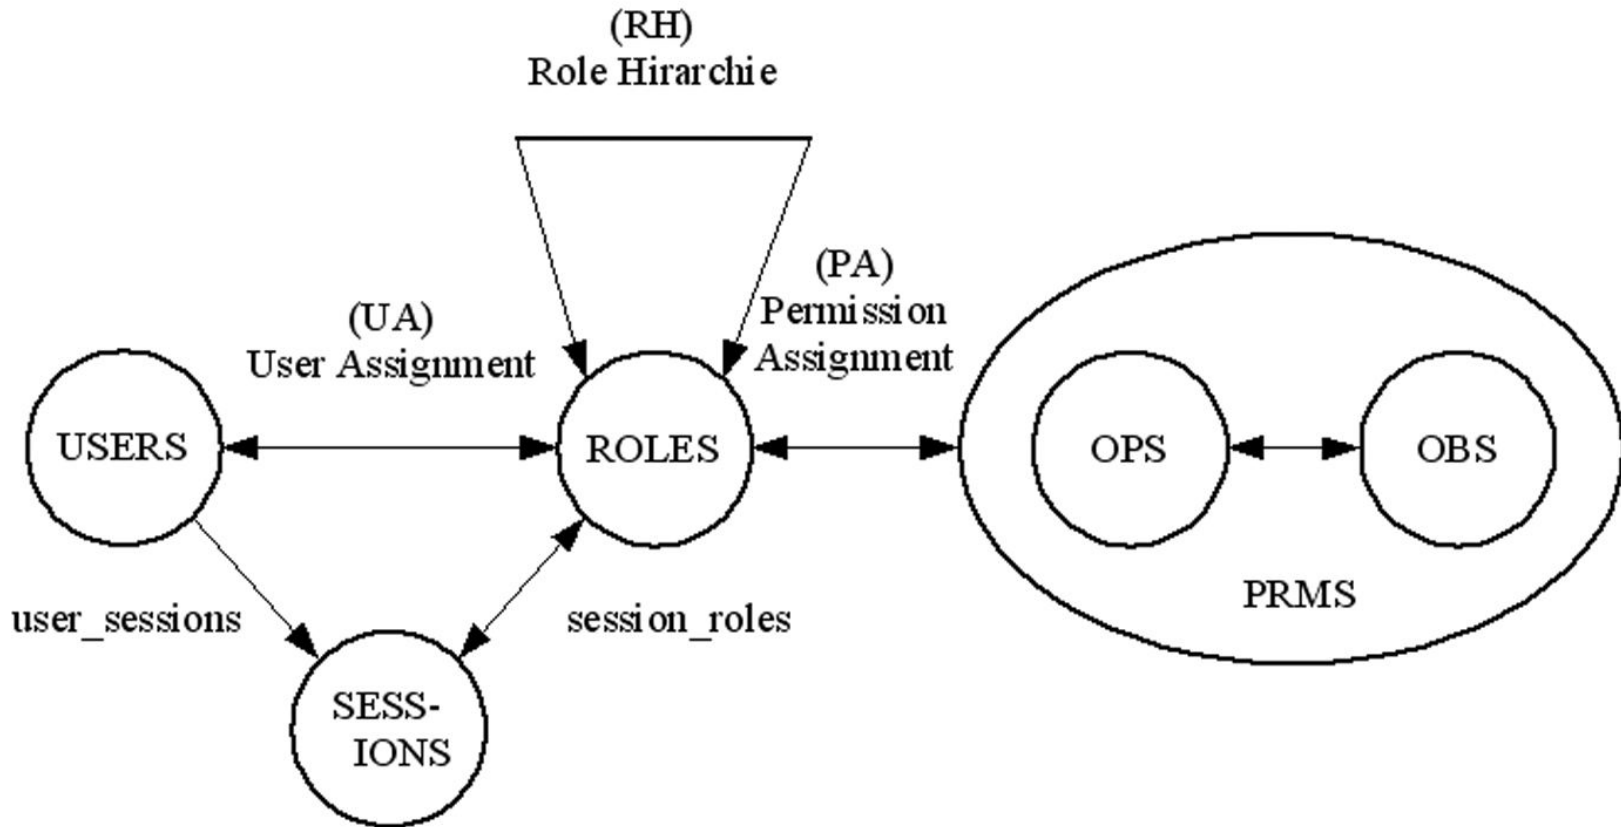 (RH)
Role Hirarchie
(PA)
Permission
Assignment
(UA)
User Assignment
USERS
ROLES
OPS
OBS
PRMS
user_sessions
session_roles
SESS-
IONS